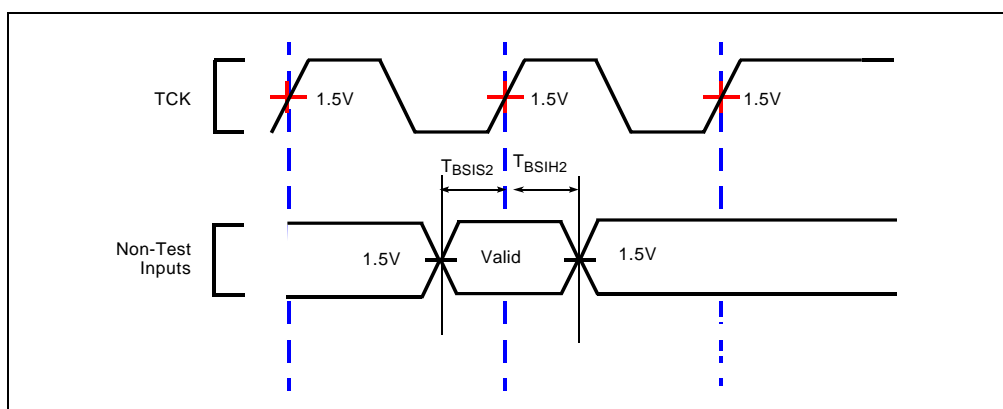 TCK
1.5V
1.5V
1.5V
TBSIS2
TBSIH2
Non-Test
Inputs
1.5V
Valid
1.5V